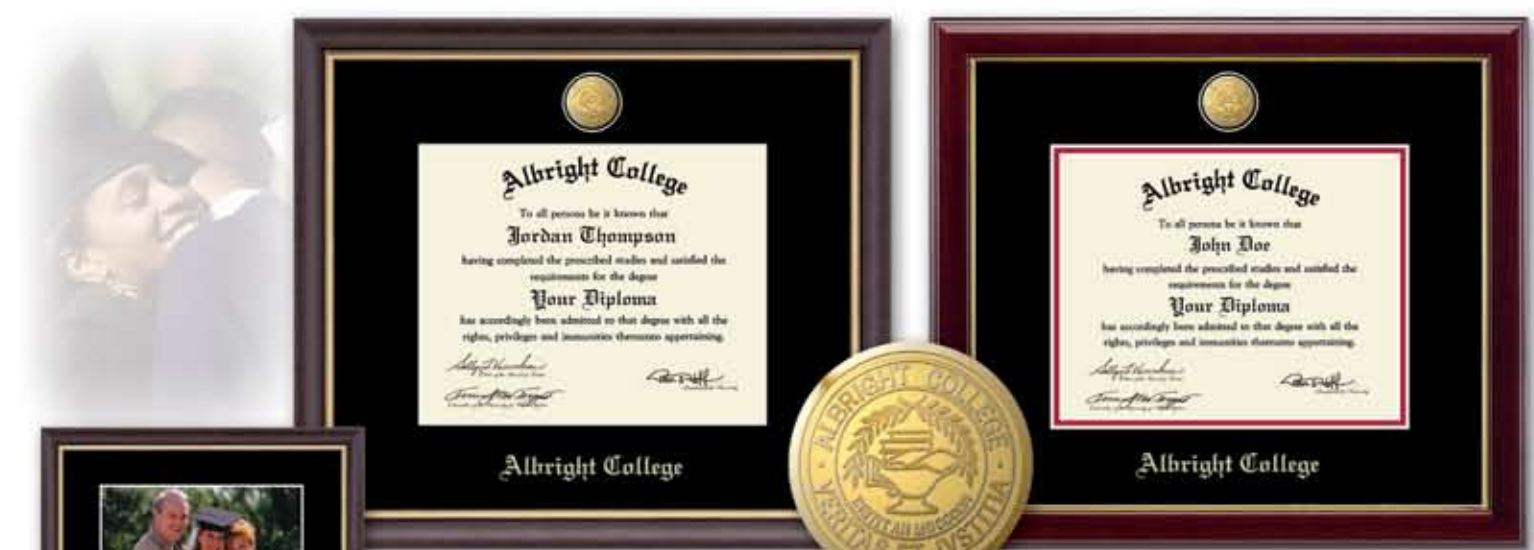 Albright College
To all persons be it known that
Jordan Thompson
having completed the prescribed studies and satisfied the
requirements for the degree
Your Diploma
has accordingly been admitted to that degree with all the
rights, privileges and immunities thereunto appertaining.
Albright College
Albright College
To all persons be it known that
John Doe
having completed the prescribed studies and satisfied the
requirements for the degree
Your Diploma
has accordingly been admitted to that degree with all the
rights, privileges and immunities thereunto appertaining.
Albright College
ALBRIGHT COLLEGE
VERITAS ET IVSTITIA